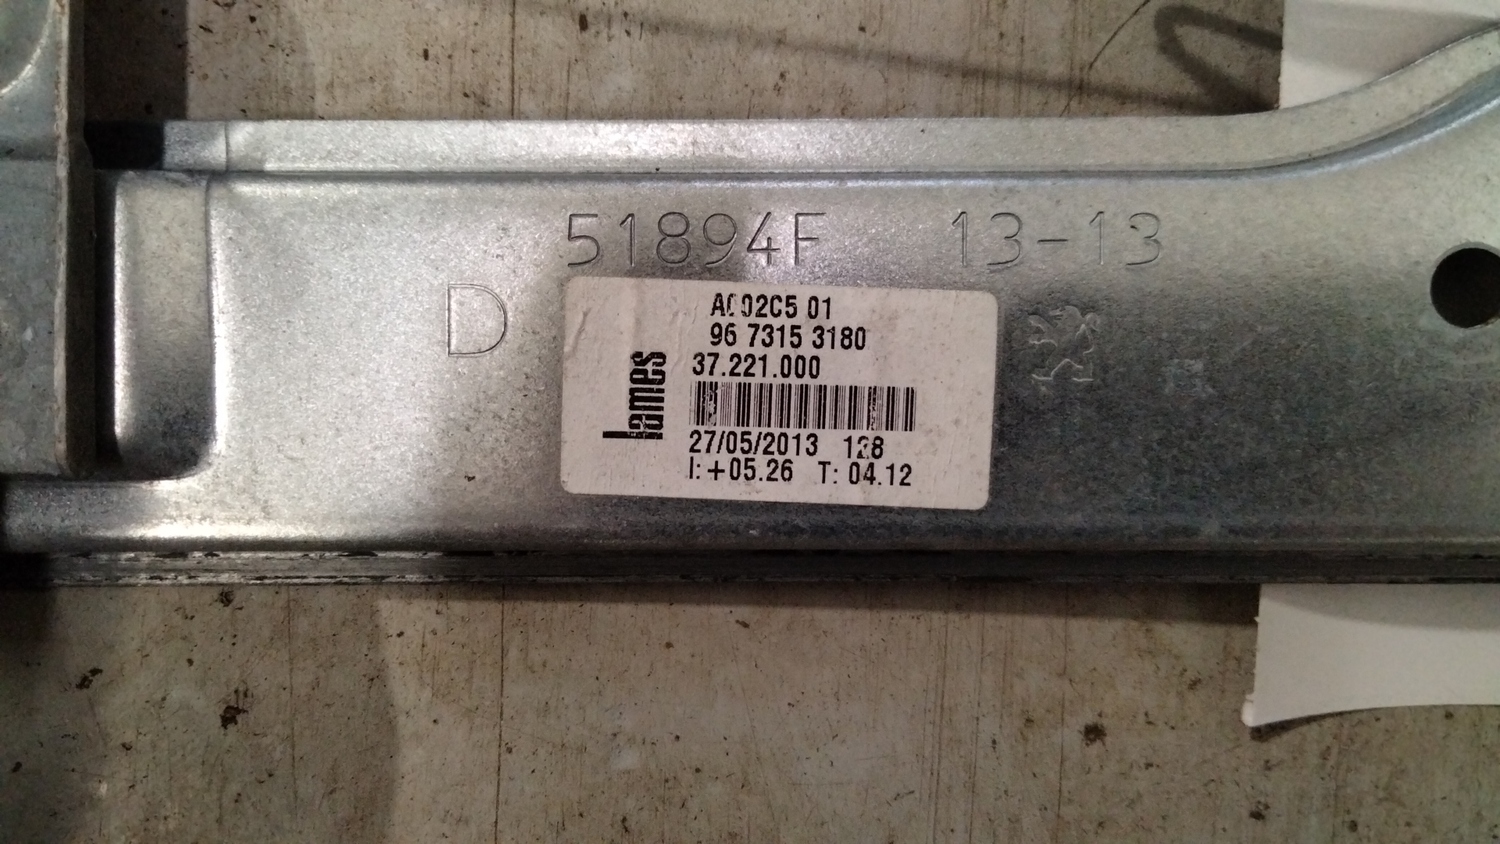 51894F 13-13
D
01
96 7315 3180
37.221.000
lames
27/05/2013 128
I: +05.26 T: 04.12